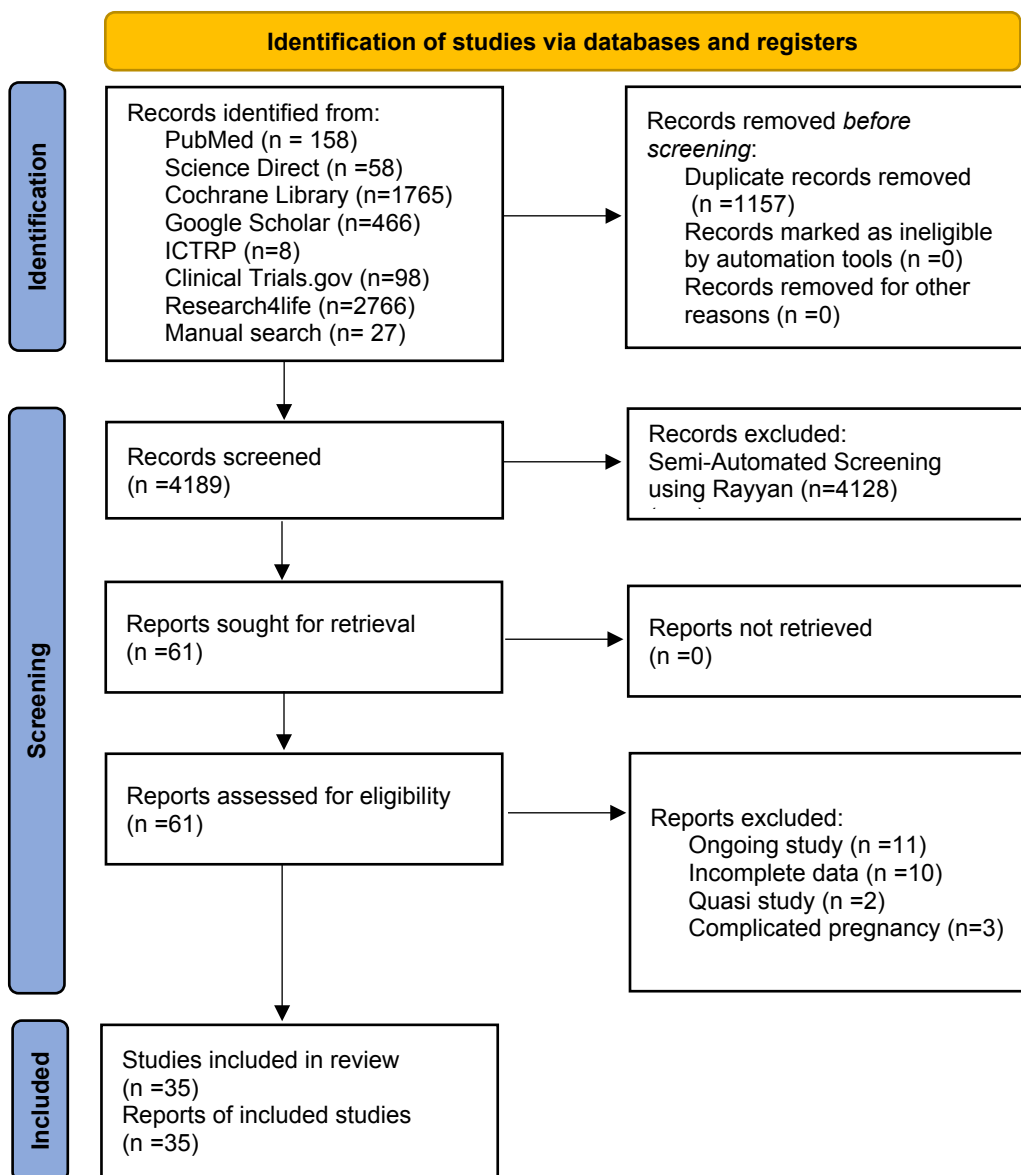 Identification of studies via databases and registers
Identification
Records identified from:
PubMed (n = 158)
Science Direct (n =58)
Cochrane Library (n=1765)
Google Scholar (n=466)
ICTRP (n=8)
Clinical Trials.gov (n=98)
Research4life (n=2766)
Manual search (n= 27)
Records removed before
screening:
Duplicate records removed
(n =1157)
Records marked as ineligible
by automation tools (n =0)
Records removed for other
reasons (n =0)
Screening
Records screened
(n =4189)
Records excluded:
Semi-Automated Screening
using Rayyan (n=4128)
Reports sought for retrieval
(n =61)
Reports not retrieved
(n =0)
Reports assessed for eligibility
(n =61)
Reports excluded:
Ongoing study (n =11)
Incomplete data (n =10)
Quasi study (n =2)
Complicated pregnancy (n=3)
Included
Studies included in review
(n =35)
Reports of included studies
(n =35)